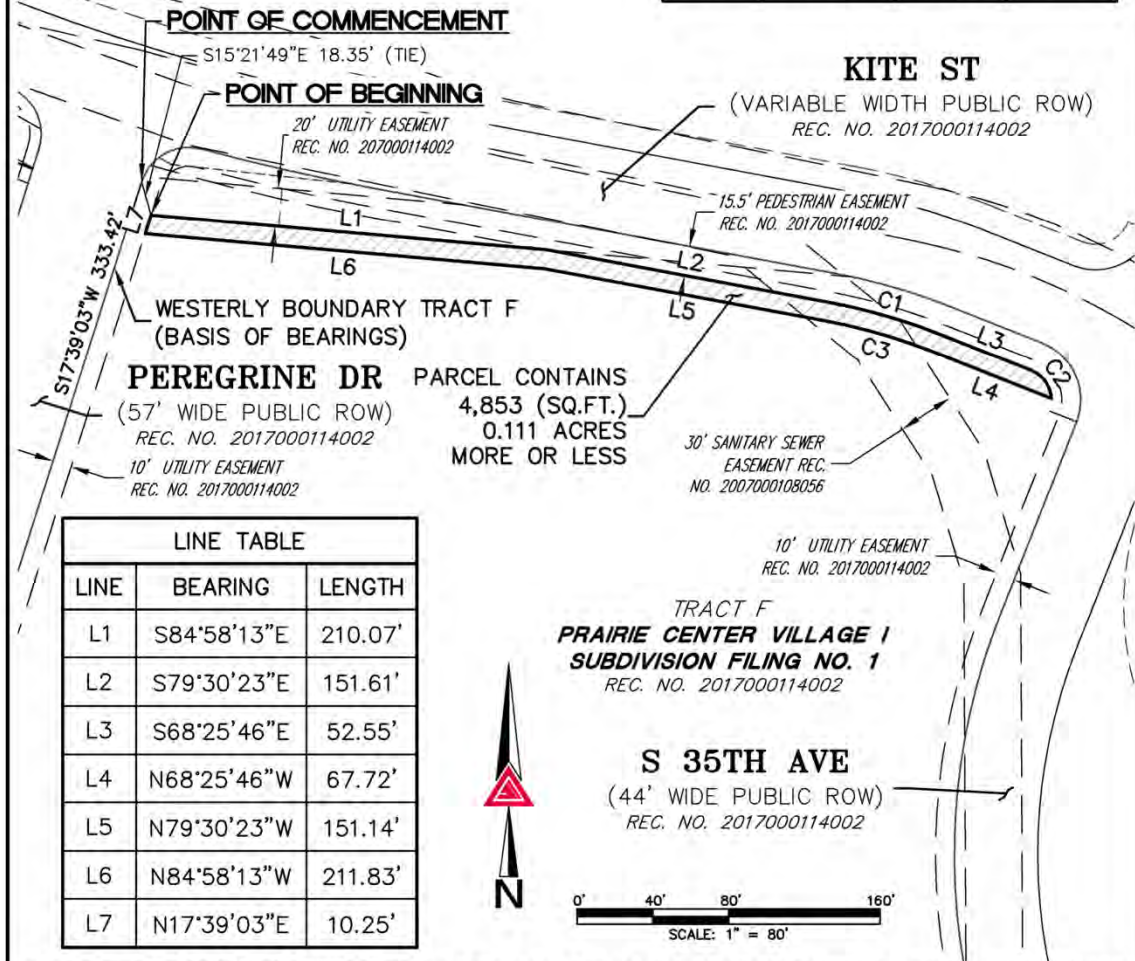 POINT OF COMMENCEMENT
S15°21'49"E 18.35' (TIE)
POINT OF BEGINNING
20' UTILITY EASEMENT
REC. NO. 207000114002
KITE ST
(VARIABLE WIDTH PUBLIC ROW)
REC. NO. 2017000114002
15.5' PEDESTRIAN EASEMENT
REC. NO. 2017000114002
L7
L1
L6
L2
L5
C1
C3
L3
L4
C2
S17°39'03"W 333.42'
WESTERLY BOUNDARY TRACT F
(BASIS OF BEARINGS)
PEREGRINE DR
(57' WIDE PUBLIC ROW)
REC. NO. 2017000114002
10' UTILITY EASEMENT
REC. NO. 2017000114002
PARCEL CONTAINS
4,853 (SQ.FT.)
0.111 ACRES
MORE OR LESS
30' SANITARY SEWER
EASEMENT REC.
NO. 2007000108056
10' UTILITY EASEMENT
REC. NO. 2017000114002
TRACT F
PRAIRIE CENTER VILLAGE I
SUBDIVISION FILING NO. 1
REC. NO. 2017000114002
S 35TH AVE
(44' WIDE PUBLIC ROW)
REC. NO. 2017000114002
LINE TABLE
LINE BEARING LENGTH
L1 S84°58'13"E 210.07'
L2 S79°30'23"E 151.61'
L3 S68°25'46"E 52.55'
L4 N68°25'46"W 67.72'
L5 N79°30'23"W 151.14'
L6 N84°58'13"W 211.83'
L7 N17°39'03"E 10.25'
N
0' 40' 80' 160'
SCALE: 1" = 80'